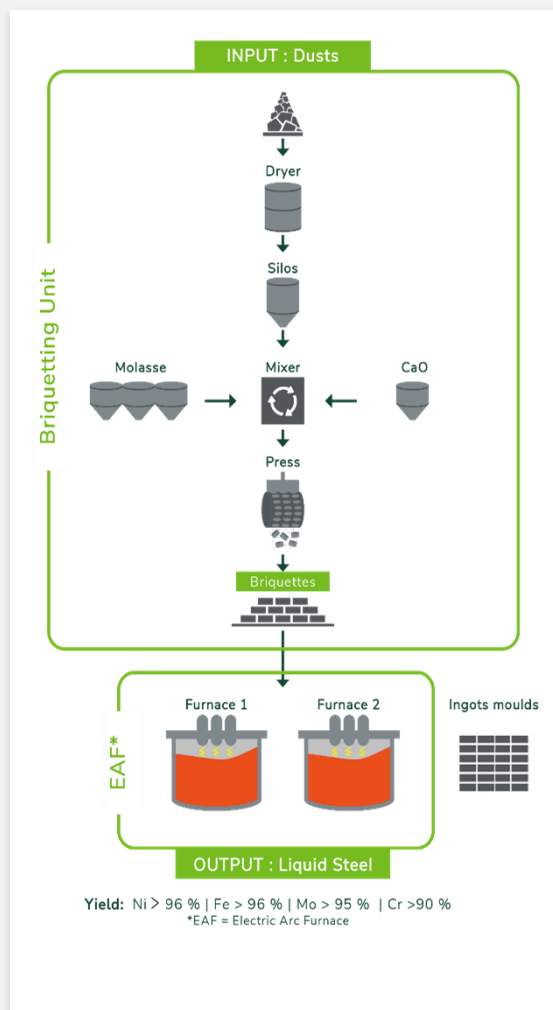 INPUT : Dusts
Dryer
Silos
Briquetting Unit
Molasse
Mixer
CaO
Press
Briquettes
Furnace 1
Furnace 2
Ingots moulds
EAF*
OUTPUT : Liquid Steel
Yield: Ni > 96 % | Fe > 96 % | Mo > 95 % | Cr >90 %
*EAF = Electric Arc Furnace